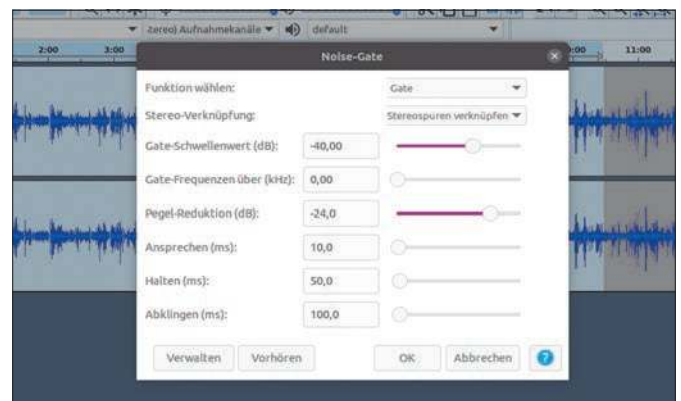 (Stereo) Aufnahmekanäle default
2:00 3:00 11:00
Noise-Gate
Funktion wählen: Gate
Stereo-Verknüpfung: Stereospuren verknüpfen
Gate-Schwellenwert (dB): -40,00
Gate-Frequenzen über (kHz): 0,00
Pegel-Reduktion (dB): -24,0
Ansprechen (ms): 10,0
Halten (ms): 50,0
Abklingen (ms): 100,0
Verwalten Vorhören OK Abbrechen ?